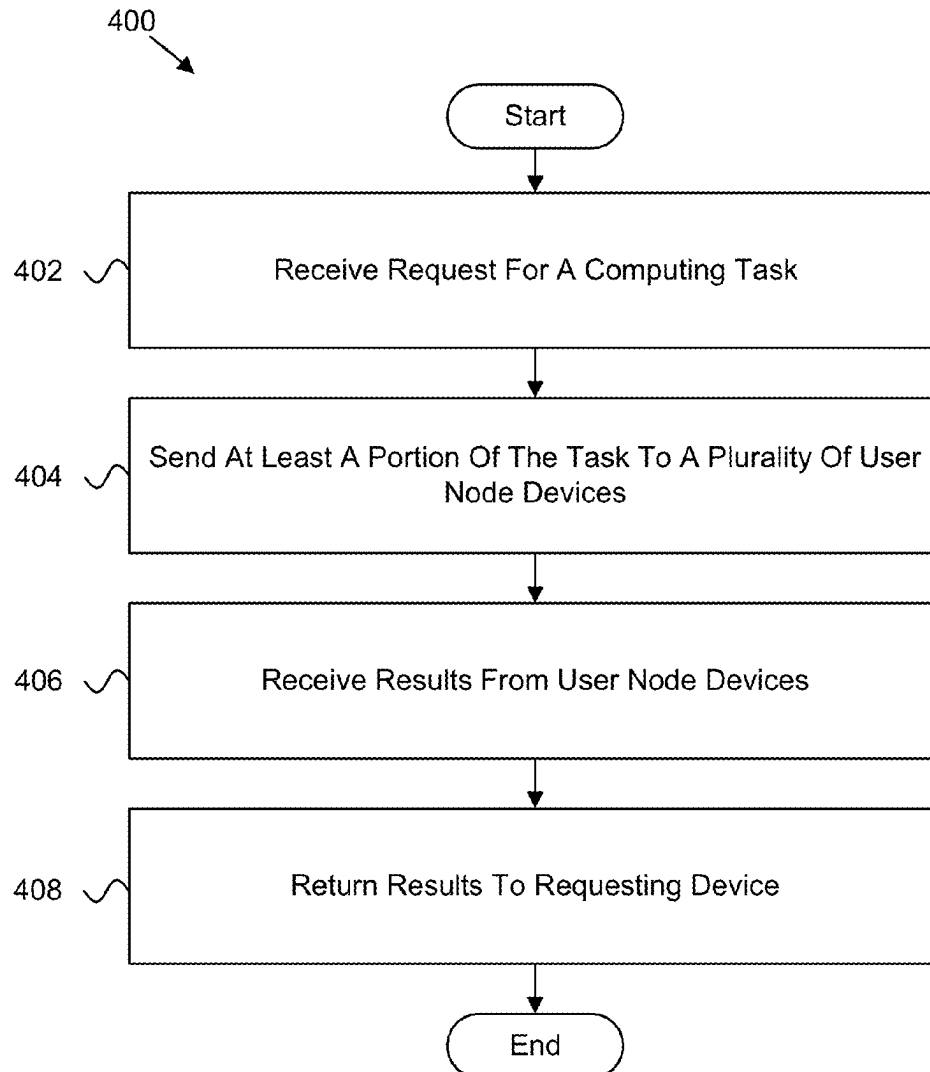 400
Start
402
Receive Request For A Computing Task
404
Send At Least A Portion Of The Task To A Plurality Of User
Node Devices
406
Receive Results From User Node Devices
408
Return Results To Requesting Device
End